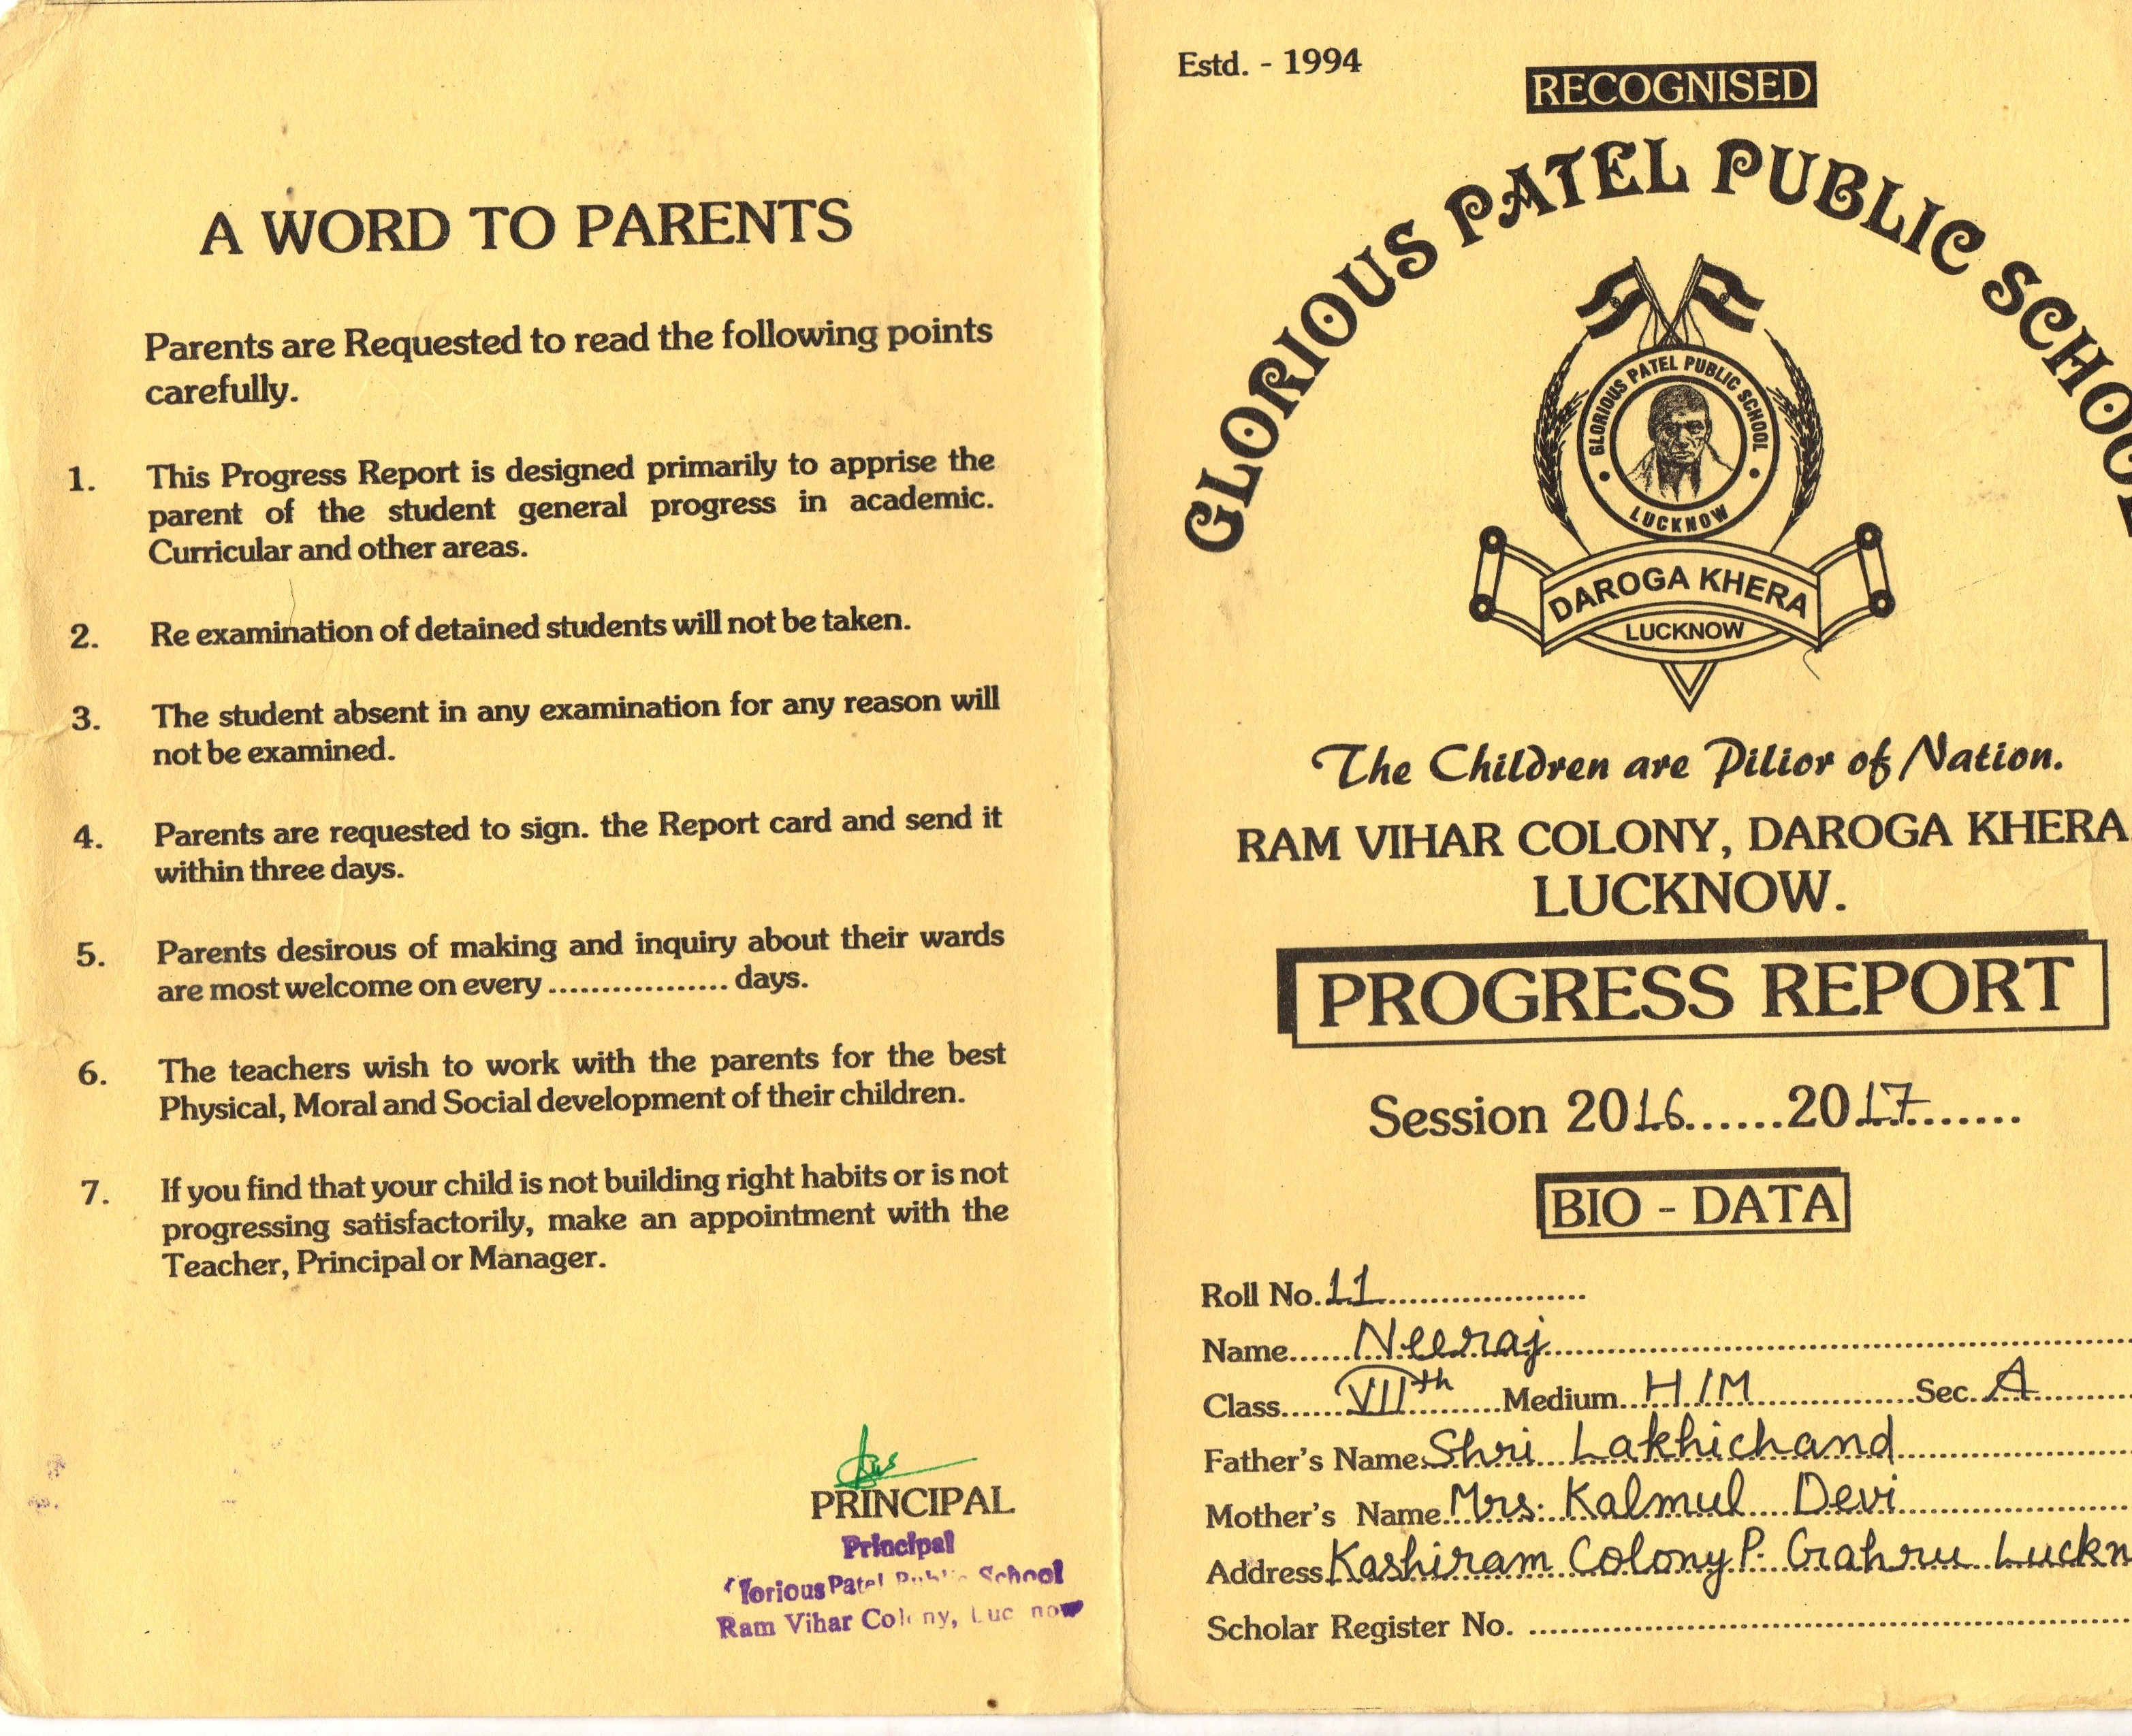 A WORD TO PARENTS
Parents are Requested to read the following points
carefully.
1. This Progress Report is designed primarily to apprise the
parent of the student general progress in academic.
Curricular and other areas.
2. Re examination of detained students will not be taken.
3. The student absent in any examination for any reason will
not be examined.
4. Parents are requested to sign. the Report card and send it
within three days.
5. Parents desirous of making and inquiry about their wards
are most welcome on every ................. days.
6. The teachers wish to work with the parents for the best
Physical, Moral and Social development of their children.
7. If you find that your child is not building right habits or is not
progressing satisfactorily, make an appointment with the
Teacher, Principal or Manager.
PRINCIPAL
Principal
lorious Patel Public School
Ram Vihar Colony, Lucknow
Estd. - 1994
RECOGNISED
GLORIOUS PATEL PUBLIC SCHOOL
GLORIOUS PATEL PUBLIC SCHOOL
LUCKNOW
DAROGA KHERA
LUCKNOW
The Children are Pilior of Nation.
RAM VIHAR COLONY, DAROGA KHERA
LUCKNOW.
PROGRESS REPORT
Session 2016......2017.......
BIO - DATA
Roll No. 11
Name Neeraj
Class VIIth Medium H/M Sec. A
Father's Name Shri Lakhichand
Mother's Name Mrs. Kalmul Devi
Address Kashiram Colony P. Grahru Luckn
Scholar Register No.